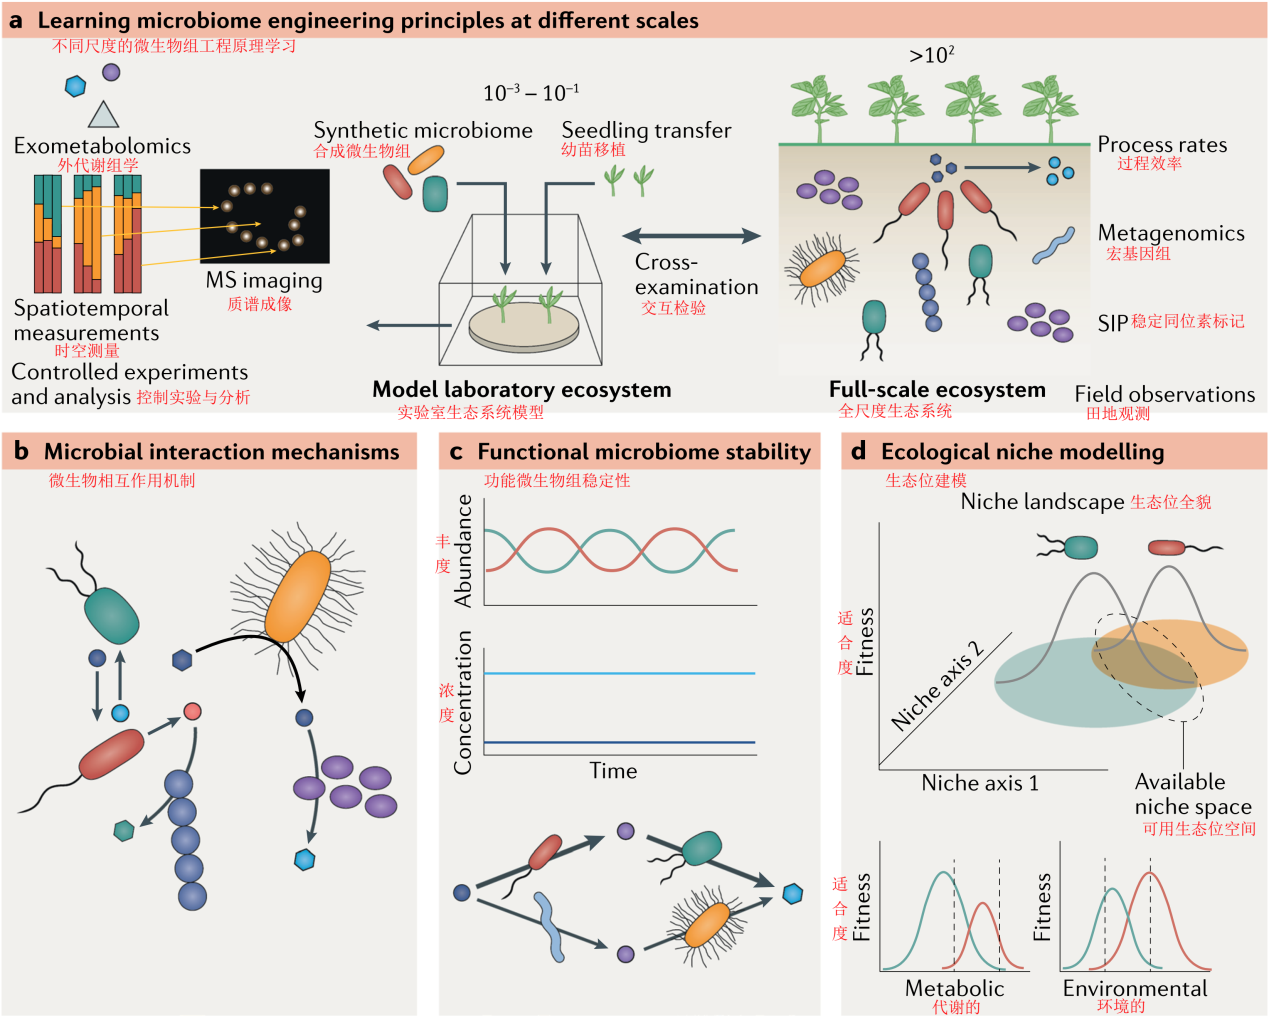 a Learning microbiome engineering principles at different scales
不同尺度的微生物组工程原理学习
Exometabolomics
外代谢组学
MS imaging
质谱成像
Spatiotemporal
measurements
时空测量
Controlled experiments
and analysis 控制实验与分析
10⁻³ – 10⁻¹
Synthetic microbiome
合成微生物组
Seedling transfer
幼苗移植
Cross-
examination
交互检验
Model laboratory ecosystem
实验室生态系统模型
>10²
Process rates
过程效率
Metagenomics
宏基因组
SIP 稳定同位素标记
Full-scale ecosystem
全尺度生态系统
Field observations
田地观测
b Microbial interaction mechanisms
微生物相互作用机制
c Functional microbiome stability
功能微生物组稳定性
Abundance
丰度
Concentration
浓度
Time
d Ecological niche modelling
生态位建模
Niche landscape 生态位全貌
Fitness
适合度
Niche axis 2
Niche axis 1
Available
niche space
可用生态位空间
Fitness
适合度
Metabolic
代谢的
Fitness
Environmental
环境的